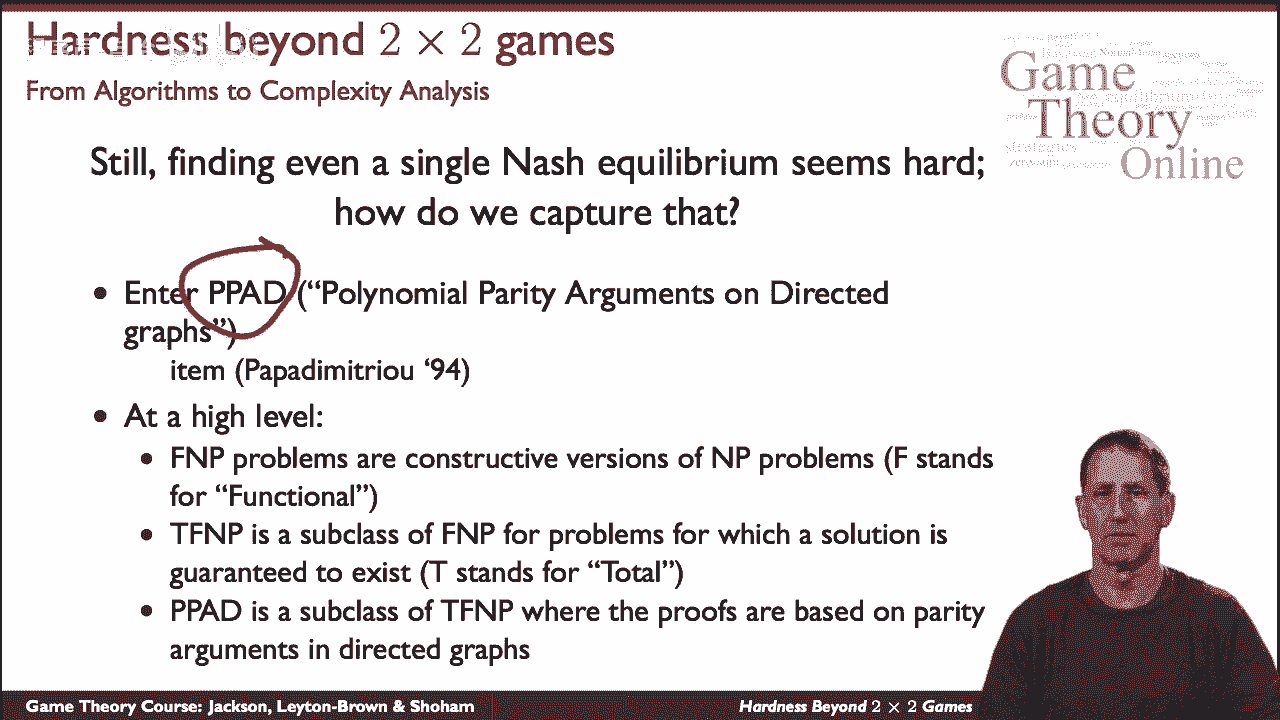 Hardness beyond 2 × 2 games
From Algorithms to Complexity Analysis
Game
Theory
Online
Still, finding even a single Nash equilibrium seems hard;
how do we capture that?
• Enter PPAD (“Polynomial Parity Arguments on Directed
graphs”)
item (Papadimitriou ‘94)
• At a high level:
• FNP problems are constructive versions of NP problems (F stands
for “Functional”)
• TFNP is a subclass of FNP for problems for which a solution is
guaranteed to exist (T stands for “Total”)
• PPAD is a subclass of TFNP where the proofs are based on parity
arguments in directed graphs
Game Theory Course: Jackson, Leyton-Brown & Shoham
Hardness Beyond 2 × 2 Games